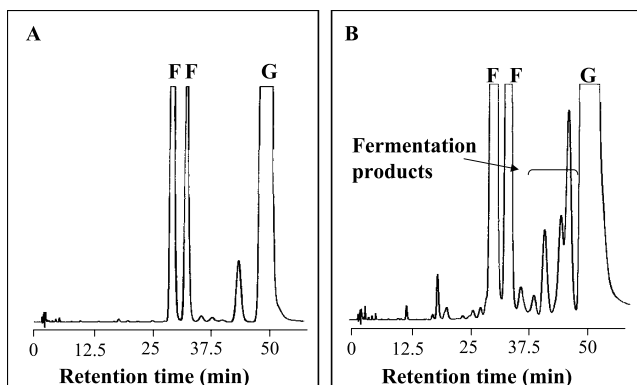 A
F F G
0 12.5 25 37.5 50
Retention time (min)
B
F F G
Fermentation
products
0 12.5 25 37.5 50
Retention time (min)